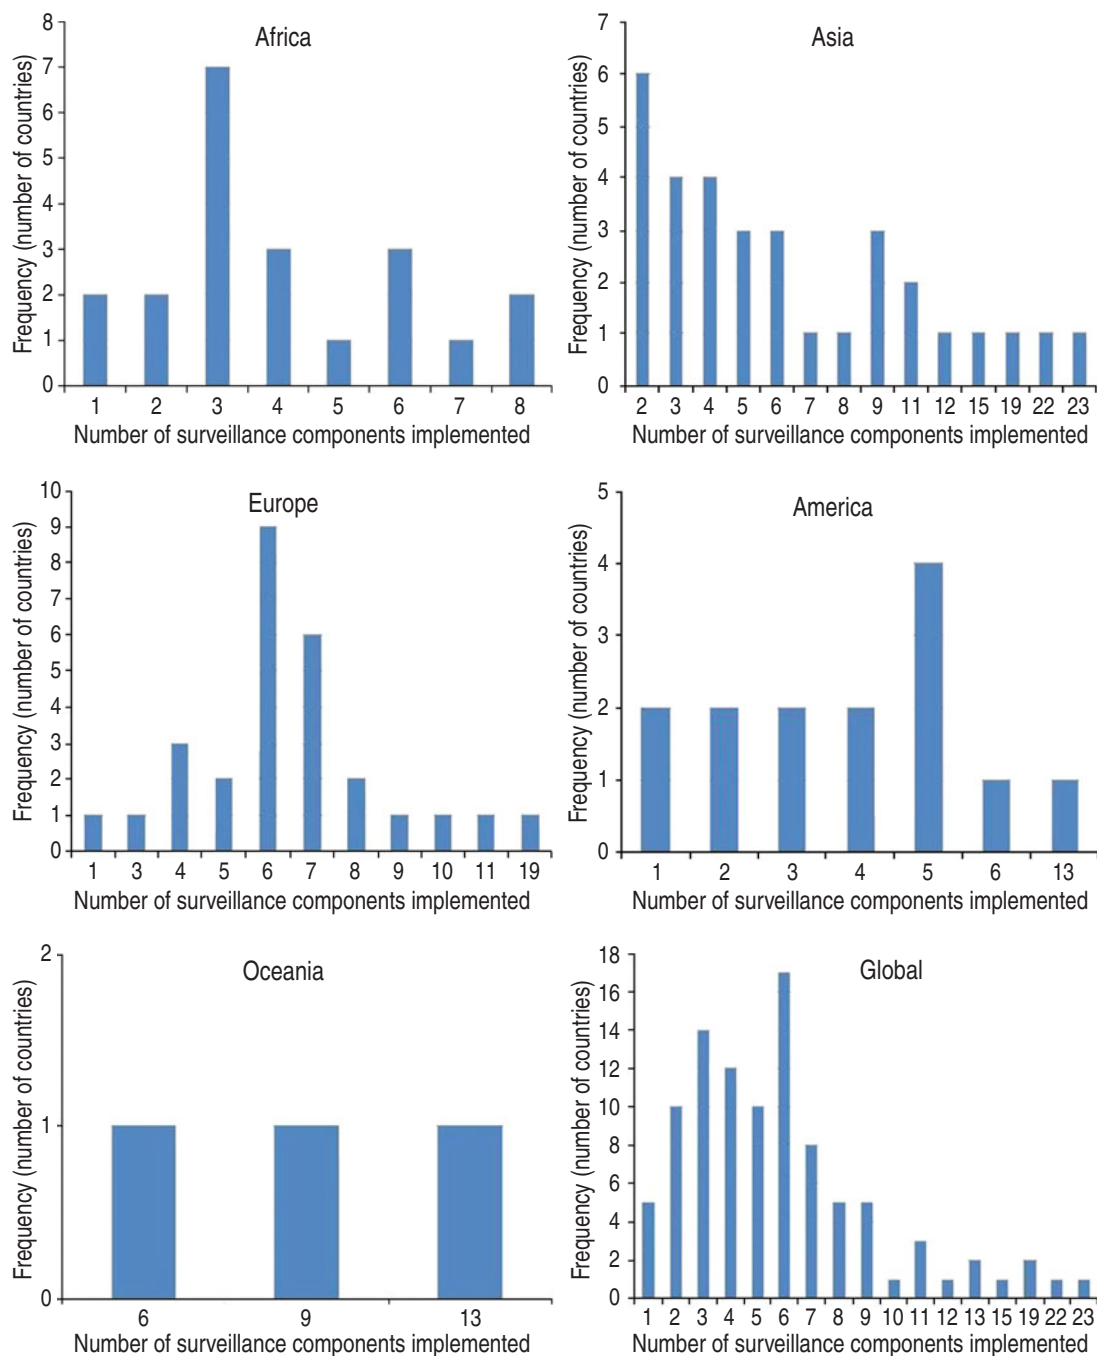 Africa
Frequency (number of countries)
8
7
6
5
4
3
2
1
0
1 2 3 4 5 6 7 8
Number of surveillance components implemented
Asia
Frequency (number of countries)
7
6
5
4
3
2
1
0
2 3 4 5 6 7 8 9 11 12 15 19 22 23
Number of surveillance components implemented
Europe
Frequency (number of countries)
10
9
8
7
6
5
4
3
2
1
0
1 3 4 5 6 7 8 9 10 11 19
Number of surveillance components implemented
America
Frequency (number of countries)
5
4
3
2
1
0
1 2 3 4 5 6 13
Number of surveillance components implemented
Oceania
Frequency (number of countries)
2
1
0
6 9 13
Number of surveillance components implemented
Global
Frequency (number of countries)
18
16
14
12
10
8
6
4
2
0
1 2 3 4 5 6 7 8 9 10 11 12 13 15 19 22 23
Number of surveillance components implemented